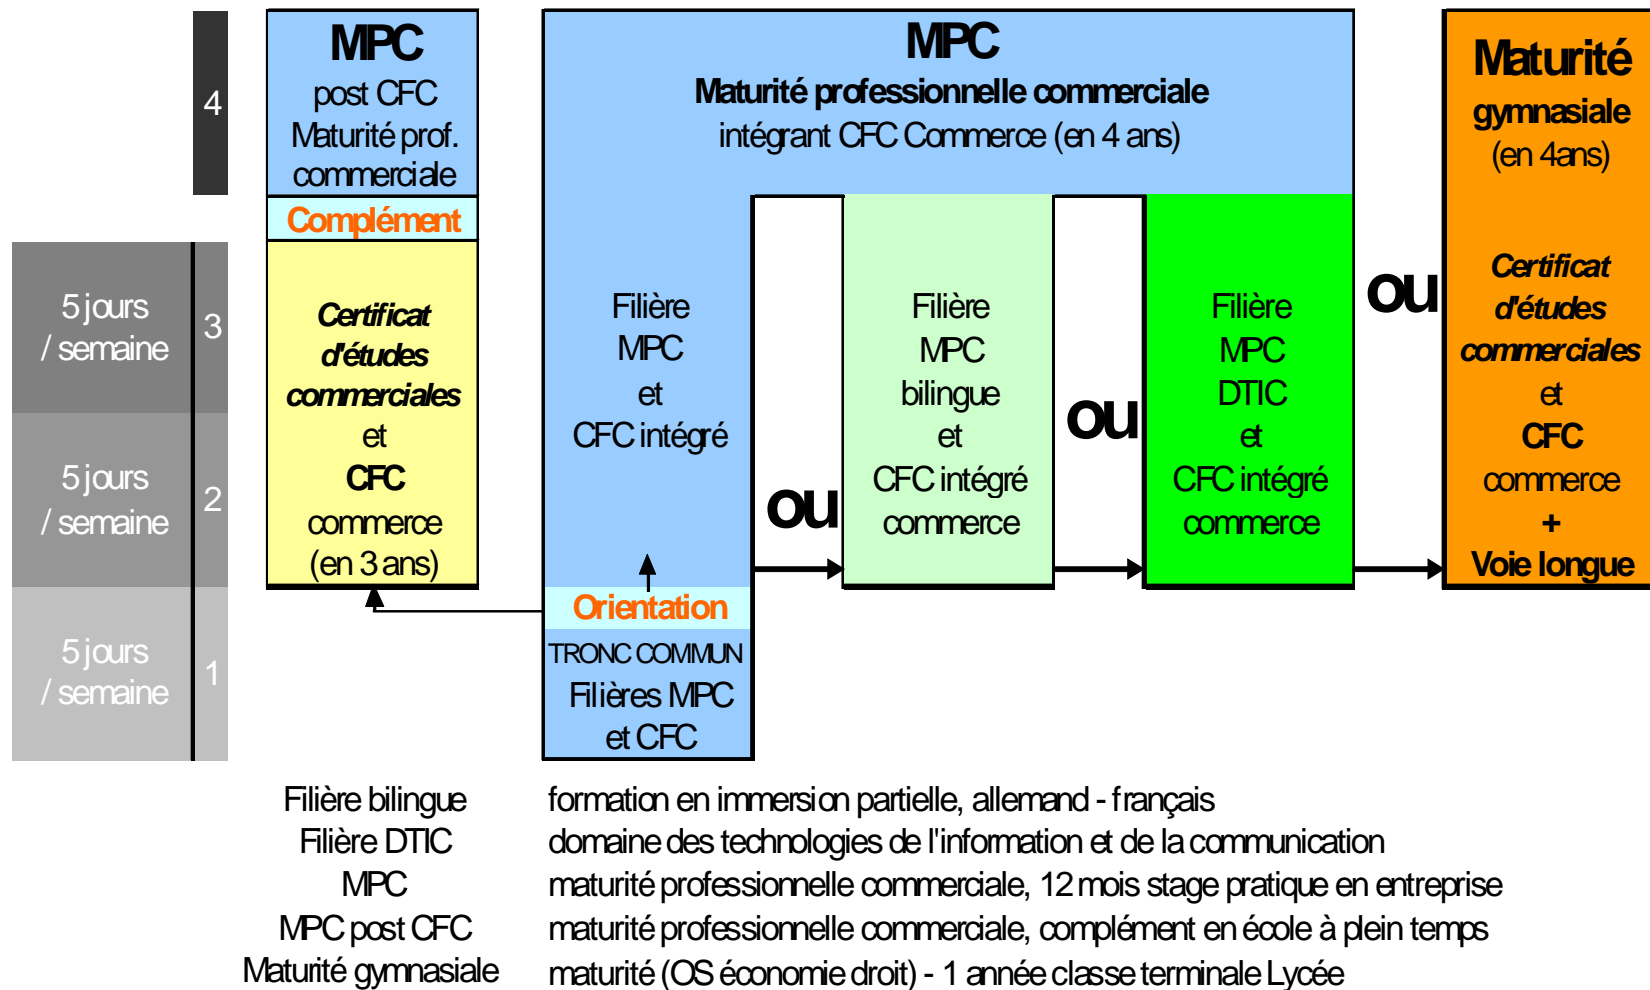 MPC
post CFC
Maturité prof.
commerciale
Complément
Certificat
d'études
commerciales
et
CFC
commerce
(en 3 ans)
MPC
Maturité professionnelle commerciale
intégrant CFC Commerce (en 4 ans)
Filière
MPC
et
CFC intégré
Orientation
TRONC COMMUN
Filières MPC
et CFC
ou
Filière
MPC
bilingue
et
CFC intégré
commerce
ou
Filière
MPC
DTIC
et
CFC intégré
commerce
ou
Maturité
gymnasiale
(en 4ans)
Certificat
d'études
commerciales
et
CFC
commerce
+
Voie longue
4
5 jours
/ semaine
3
5 jours
/ semaine
2
5 jours
/ semaine
1
Filière bilingue formation en immersion partielle, allemand - français
Filière DTIC domaine des technologies de l'information et de la communication
MPC maturité professionnelle commerciale, 12 mois stage pratique en entreprise
MPC post CFC maturité professionnelle commerciale, complément en école à plein temps
Maturité gymnasiale maturité (OS économie droit) - 1 année classe terminale Lycée